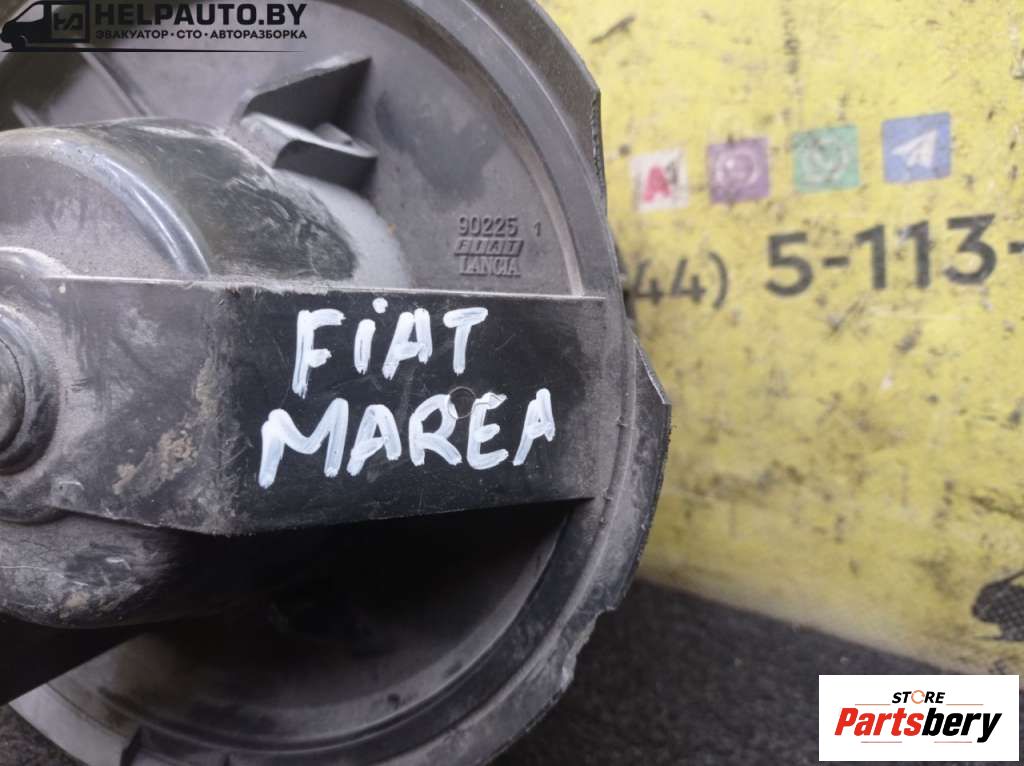 HELPAUTO.BY
ЭВАКУАТОР • СТО • АВТОРАЗБОРКА
90225 1
FIAT
LANCIA
(44) 5-113-
FiAT
MAREA
STORE
Partsbery